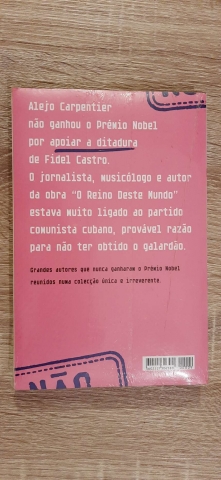 NÃO
Alejo Carpentier
não ganhou o Prémio Nobel
por apoiar a ditadura
de Fidel Castro.
O jornalista, musicólogo e autor
da obra “O Reino Deste Mundo”
estava muito ligado ao partido
comunista cubano, provável razão
para não ter obtido o galardão.
Grandes autores que nunca ganharam o Prémio Nobel
reunidos numa colecção única e irreverente.
NÃO